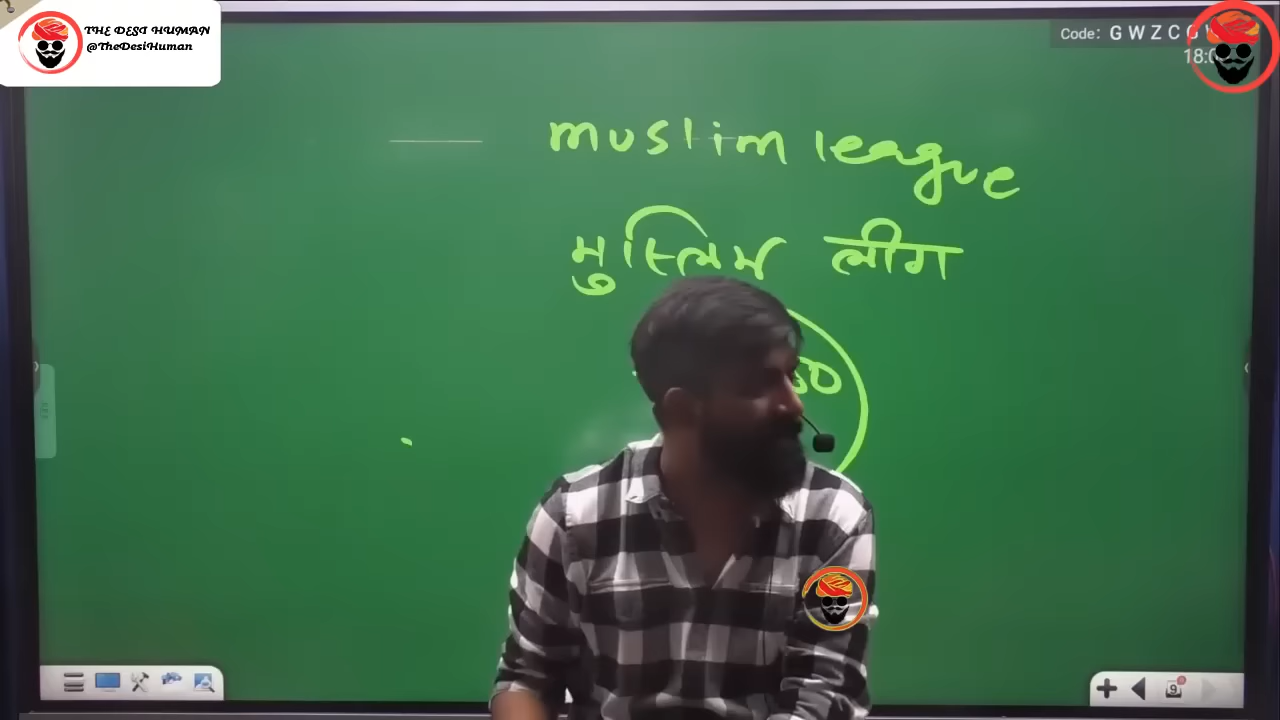 THE DESI HUMAN
@TheDesiHuman
Code: G W Z C G
muslim league
मुस्लिम लीग